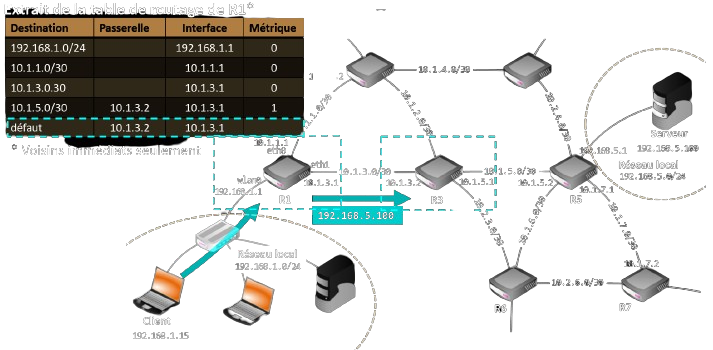 Extrait de la table de routage de R1*
Destination Passerelle Interface Métrique
192.168.1.0/24 192.168.1.1 0
10.1.1.0/30 10.1.1.1 0
10.1.3.0.30 10.1.3.1 0
10.1.5.0/30 10.1.3.2 10.1.3.1 1
défaut 10.1.3.2 10.1.3.1
* Voisins immédiats seulement
3
.2
10.1.4.0/30
10.1.2.0/30
10.2.4.0/30
10.1.1.1
eth0
eth1
wlan0
192.168.1.1
R1
10.1.3.1
10.1.3.0/30
10.1.3.2
R3
10.1.5.1
10.1.5.0/30
10.1.5.2
192.168.5.1
R5
10.1.7.1
Serveur
192.168.5.100
Réseau local
192.168.5.0/24
192.168.5.100
10.2.3.0/30
10.1.6.0/30
10.1.7.0/30
10.1.7.2
R6
10.2.6.0/30
R7
Réseau local
192.168.1.0/24
Client
192.168.1.15